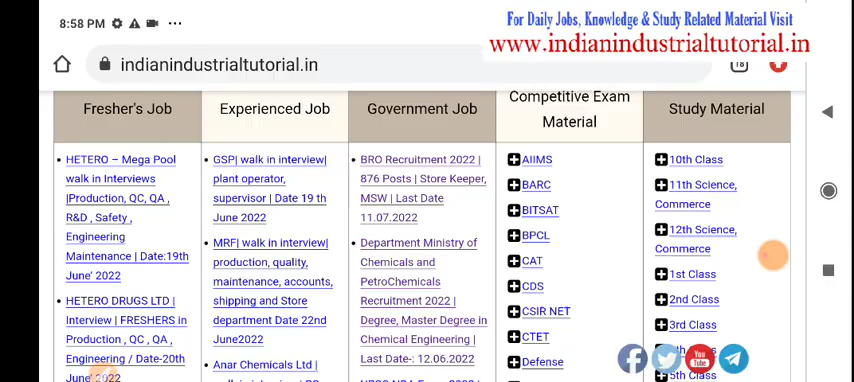 8:58 PM
For Daily Jobs, Knowledge & Study Related Material Visit
www.indianindustrialtutorial.in
indianindustrialtutorial.in
18
Fresher's Job
Experienced Job
Government Job
Competitive Exam
Material
Study Material
HETERO – Mega Pool
walk in Interviews
|Production, QC, QA ,
R&D , Safety ,
Engineering
Maintenance | Date:19th
June' 2022
HETERO DRUGS LTD |
Interview | FRESHERS in
Production , QC , QA ,
Engineering / Date-20th
June' 2022
GSP| walk in interview|
plant operator,
supervisor | Date 19 th
June 2022
MRF| walk in interview|
production, quality,
maintenance, accounts,
shipping and Store
department Date 22nd
June2022
Anar Chemicals Ltd |
BRO Recruitment 2022 |
876 Posts | Store Keeper,
MSW | Last Date
11.07.2022
Department Ministry of
Chemicals and
PetroChemicals
Recruitment 2022 |
Degree, Master Degree in
Chemical Engineering |
Last Date-: 12.06.2022
AIIMS
BARC
BITSAT
BPCL
CAT
CDS
CSIR NET
CTET
Defense
10th Class
11th Science,
Commerce
12th Science,
Commerce
1st Class
2nd Class
3rd Class
Class
5th Class
You
Tube